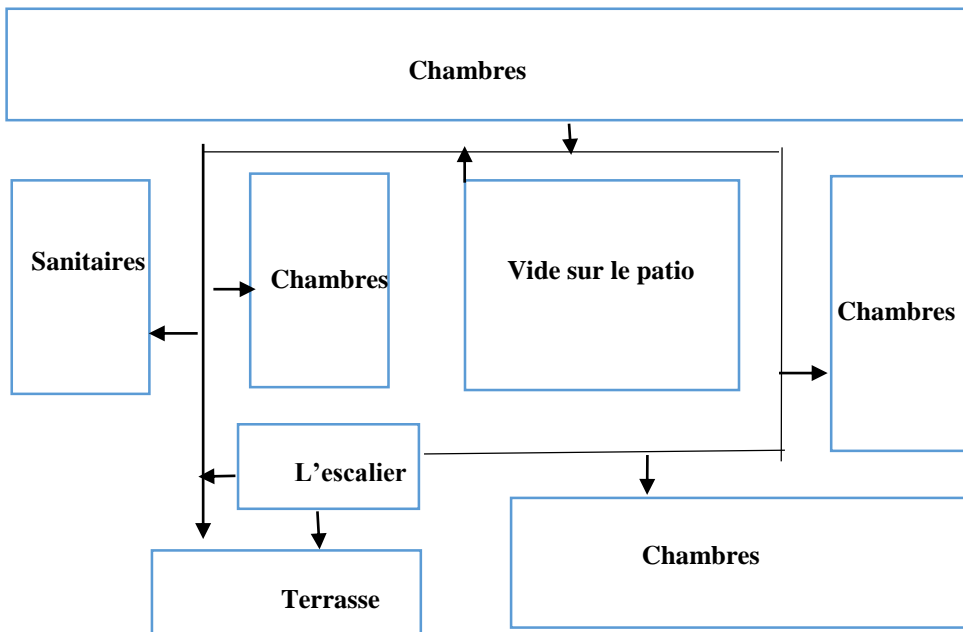 Chambres
Sanitaires
Chambres
Vide sur le patio
Chambres
L’escalier
Chambres
Terrasse